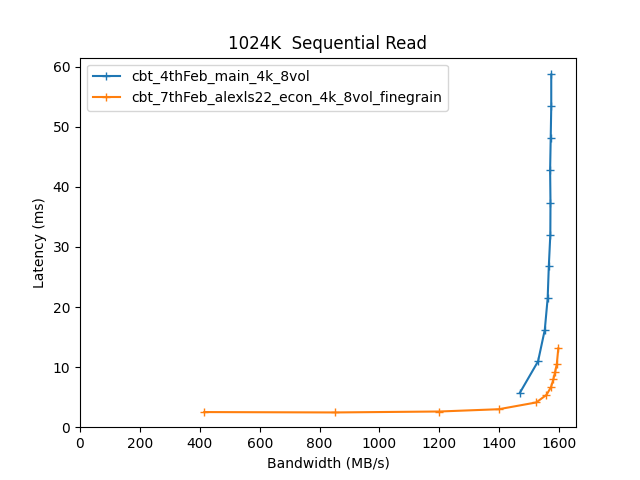 1024K  Sequential Read
cbt_4thFeb_main_4k_8vol
cbt_7thFeb_alexls22_econ_4k_8vol_finegrain
60
50
40
30
20
10
0
Latency (ms)
0 200 400 600 800 1000 1200 1400 1600
Bandwidth (MB/s)